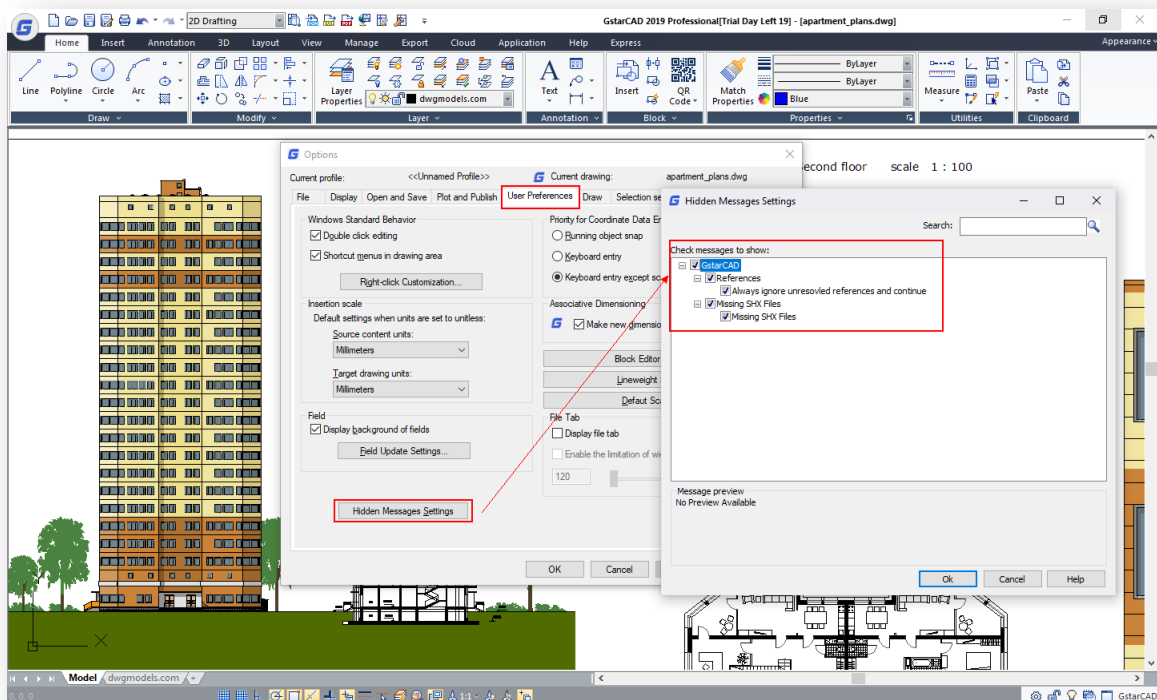 2D Drafting
GstarCAD 2019 Professional[Trial Day Left 19] - [apartment_plans.dwg]
Home Insert Annotation 3D Layout View Manage Export Cloud Application Help Express
Appearance
Line Polyline Circle Arc
Layer Properties
dwgmodels.com
Text
Insert
QR Code
Match Properties
ByLayer
ByLayer
Blue
Measure
Paste
Draw Modify Layer Annotation Block Properties Utilities Clipboard
econd floor scale 1 : 100
Options
Current profile: <<Unnamed Profile>> Current drawing: apartment_plans.dwg
File Display Open and Save Plot and Publish User Preferences Draw Selection se
Windows Standard Behavior
Double click editing
Shortcut menus in drawing area
Right-click Customization...
Insertion scale
Default settings when units are set to unitless:
Source content units:
Millimeters
Target drawing units:
Millimeters
Field
Display background of fields
Field Update Settings...
Hidden Messages Settings
Priority for Coordinate Data En
Running object snap
Keyboard entry
Keyboard entry except sc
Associative Dimensioning
Make new dimensio
Block Editor
Lineweight
Defaut Sca
File Tab
Display file tab
Enable the limitation of wi
120
OK Cancel
Hidden Messages Settings
Search:
Check messages to show:
GstarCAD
References
Always ignore unresovled references and continue
Missing SHX Files
Missing SHX Files
Message preview
No Preview Available
Ok Cancel Help
Model dwgmodels.com +
0, 0, 0
1:1
GstarCAD